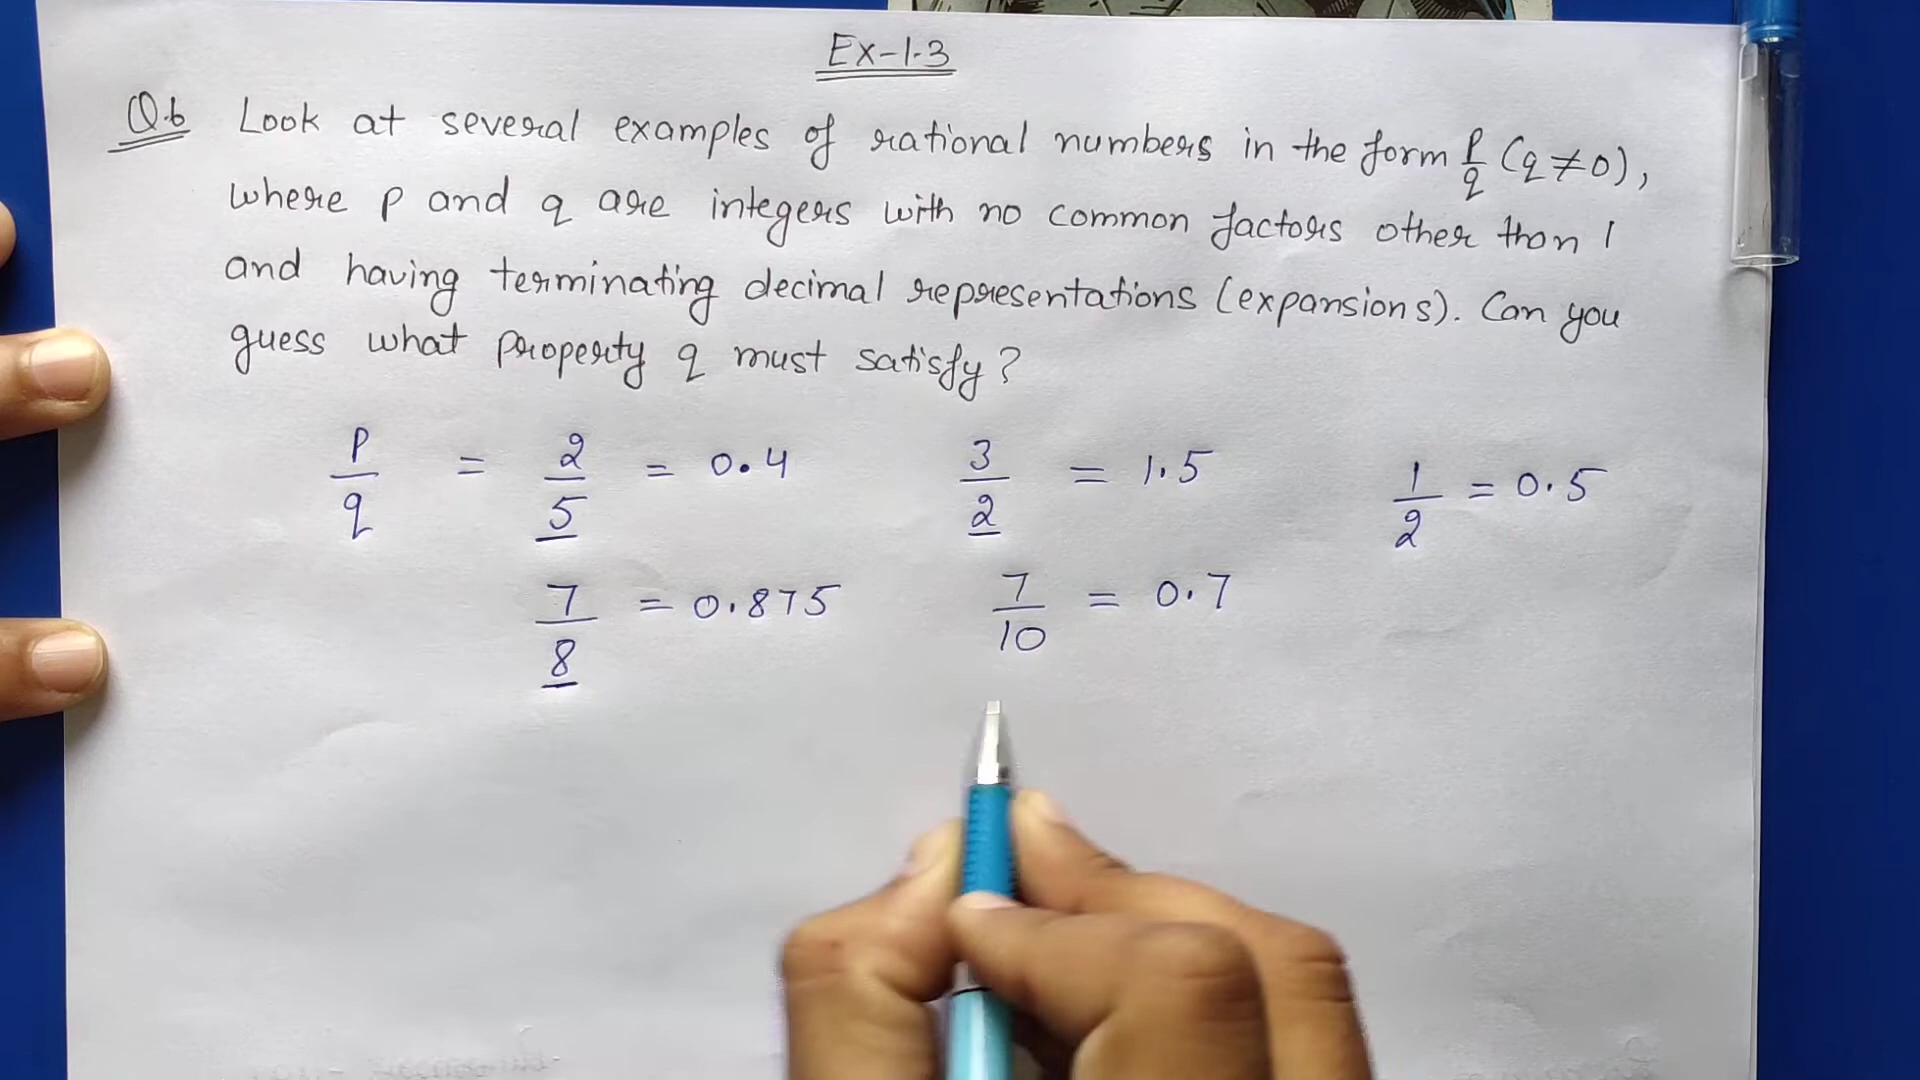 Ex-1.3
Q.6 Look at several examples of rational numbers in the form p/q (q≠0),
where p and q are integers with no common factors other than 1
and having terminating decimal representations (expansions). Can you
guess what property q must satisfy?
p/q = 2/5 = 0.4 3/2 = 1.5 1/2 = 0.5
7/8 = 0.875 7/10 = 0.7